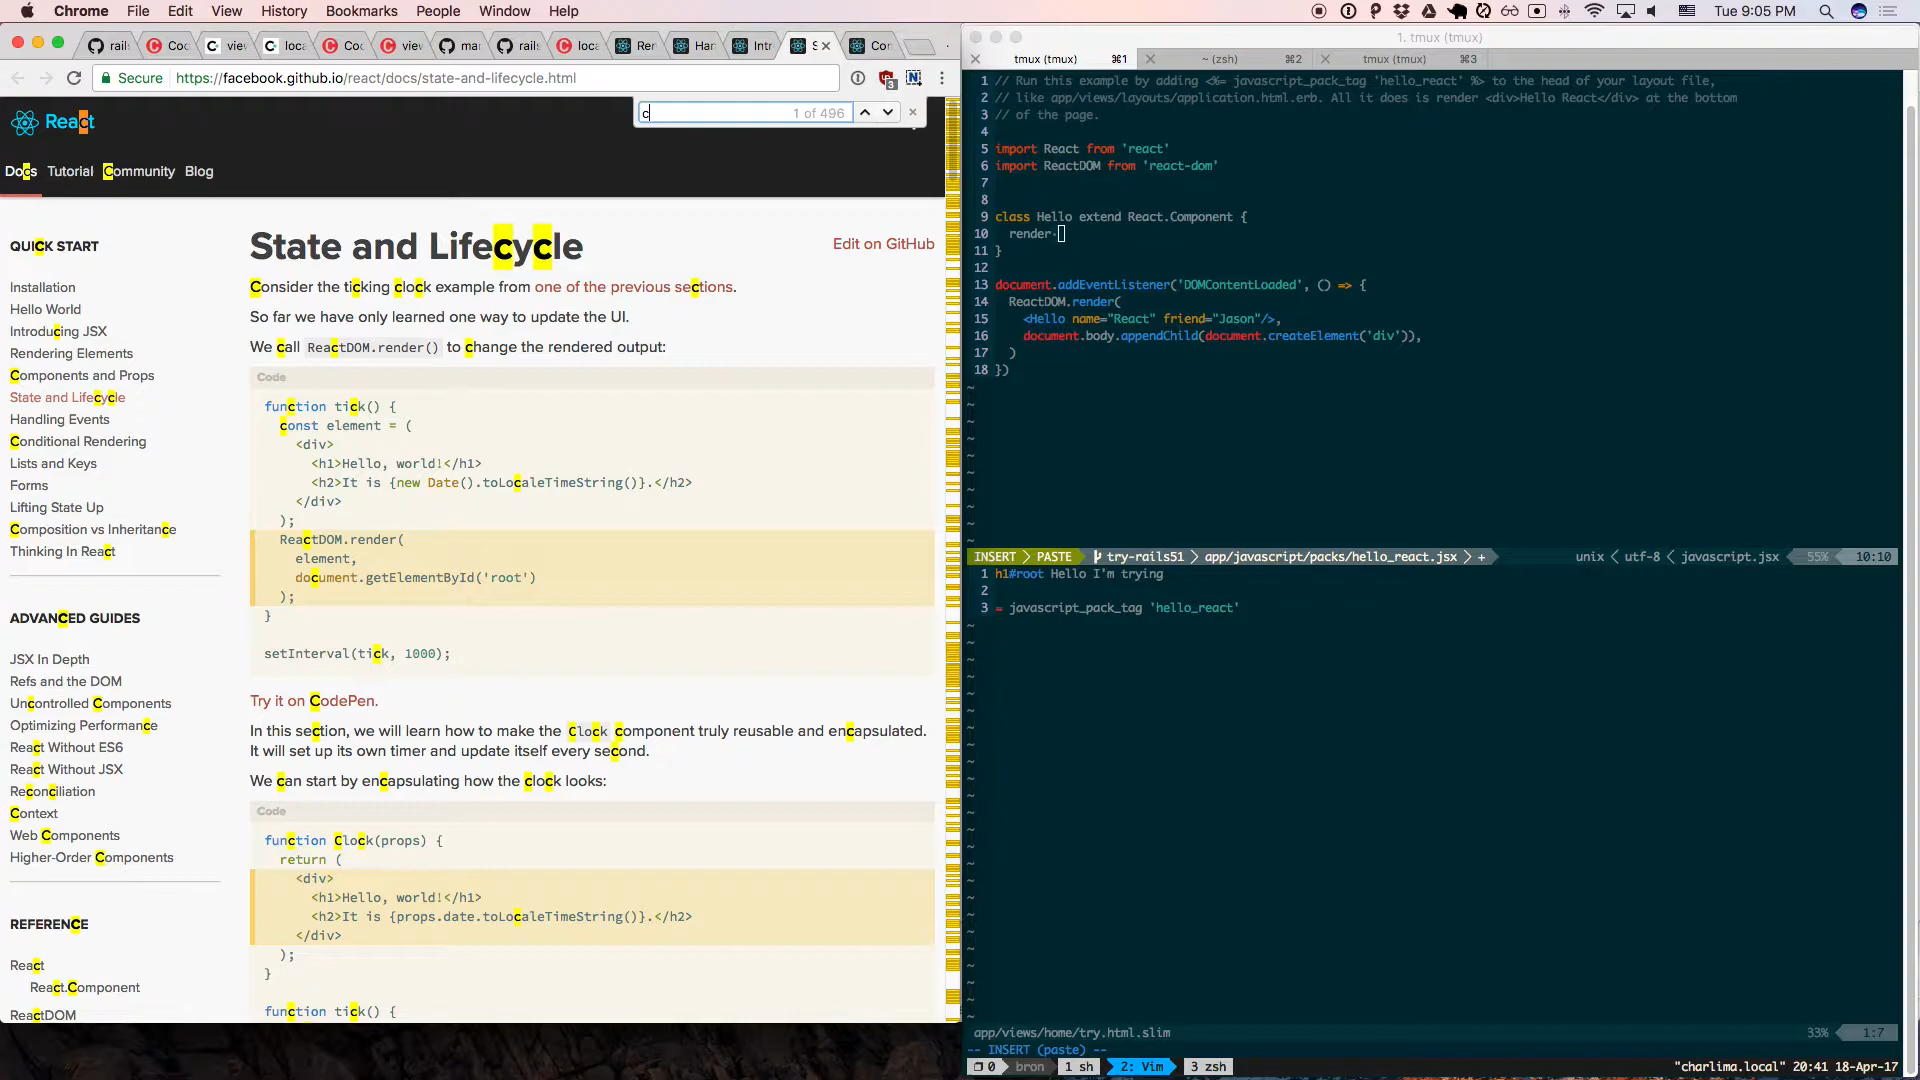 Chrome File Edit View History Bookmarks People Window Help
Tue 9:05 PM
rails Coc view loca Coc view mar rails loca Rer Har Intr S Con
Secure https://facebook.github.io/react/docs/state-and-lifecycle.html
c 1 of 496
React
Docs Tutorial Community Blog
QUICK START
Installation
Hello World
Introducing JSX
Rendering Elements
Components and Props
State and Lifecycle
Handling Events
Conditional Rendering
Lists and Keys
Forms
Lifting State Up
Composition vs Inheritance
Thinking In React
ADVANCED GUIDES
JSX In Depth
Refs and the DOM
Uncontrolled Components
Optimizing Performance
React Without ES6
React Without JSX
Reconciliation
Context
Web Components
Higher-Order Components
REFERENCE
React
React.Component
ReactDOM
State and Lifecycle
Edit on GitHub
Consider the ticking clock example from one of the previous sections.
So far we have only learned one way to update the UI.
We call ReactDOM.render() to change the rendered output:
Code
function tick() {
const element = (
<div>
<h1>Hello, world!</h1>
<h2>It is {new Date().toLocaleTimeString()}.</h2>
</div>
);
ReactDOM.render(
element,
document.getElementById('root')
);
}
setInterval(tick, 1000);
Try it on CodePen.
In this section, we will learn how to make the Clock component truly reusable and encapsulated.
It will set up its own timer and update itself every second.
We can start by encapsulating how the clock looks:
Code
function Clock(props) {
return (
<div>
<h1>Hello, world!</h1>
<h2>It is {props.date.toLocaleTimeString()}.</h2>
</div>
);
}
function tick() {
1. tmux (tmux)
tmux (tmux) ⌘1 ~ (zsh) ⌘2 tmux (tmux) ⌘3
1 // Run this example by adding <%= javascript_pack_tag 'hello_react' %> to the head of your layout file,
2 // like app/views/layouts/application.html.erb. All it does is render <div>Hello React</div> at the bottom
3 // of the page.
4
5 import React from 'react'
6 import ReactDOM from 'react-dom'
7
8
9 class Hello extend React.Component {
10 render
11 }
12
13 document.addEventListener('DOMContentLoaded', () => {
14 ReactDOM.render(
15 <Hello name="React" friend="Jason"/>,
16 document.body.appendChild(document.createElement('div')),
17 )
18 })
INSERT PASTE try-rails51 app/javascript/packs/hello_react.jsx + unix utf-8 javascript.jsx 55% 10:10
1 h1#root Hello I'm trying
2
3 = javascript_pack_tag 'hello_react'
app/views/home/try.html.slim 33% 1:7
-- INSERT (paste) --
0 bron 1 sh 2: Vim 3 zsh "charlima.local" 20:41 18-Apr-17